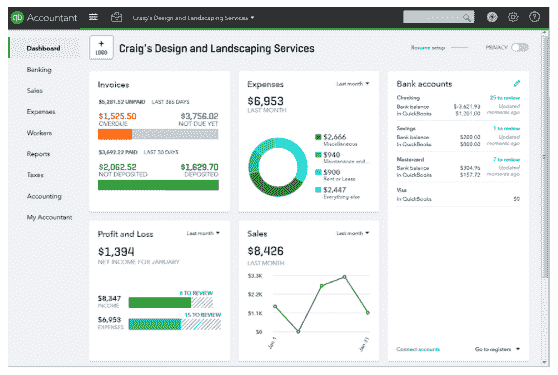 qb Accountant
Craig's Design and Landscaping Services
Dashboard
Banking
Sales
Expenses
Workers
Reports
Taxes
Accounting
My Accountant
+
LOGO
Craig's Design and Landscaping Services
Resume setup
PRIVACY
Invoices
$5,281.52 UNPAID LAST 365 DAYS
$1,525.50
OVERDUE
$3,756.02
NOT DUE YET
$3,692.22 PAID LAST 30 DAYS
$2,062.52
NOT DEPOSITED
$1,629.70
DEPOSITED
Expenses
Last month
$6,953
LAST MONTH
$2,666
Miscellaneous
$940
Maintenance and...
$900
Rent or Lease
$2,447
Everything else
Bank accounts
Checking
25 to review
Bank balance
$-3,621.93
In QuickBooks
$1,201.00
Updated
moments ago
Savings
1 to review
Bank balance
$200.00
In QuickBooks
$800.00
Updated
moments ago
Mastercard
7 to review
Bank balance
$304.96
In QuickBooks
$157.72
Updated
moments ago
Visa
In QuickBooks
$0
Connect accounts
Go to registers
Profit and Loss
Last month
$1,394
NET INCOME FOR JANUARY
$8,347
INCOME
8 TO REVIEW
$6,953
EXPENSES
15 TO REVIEW
Sales
Last month
$8,426
LAST MONTH
$3.3K
$2.2K
$1.1K
$0
Jan 1
Jan 31